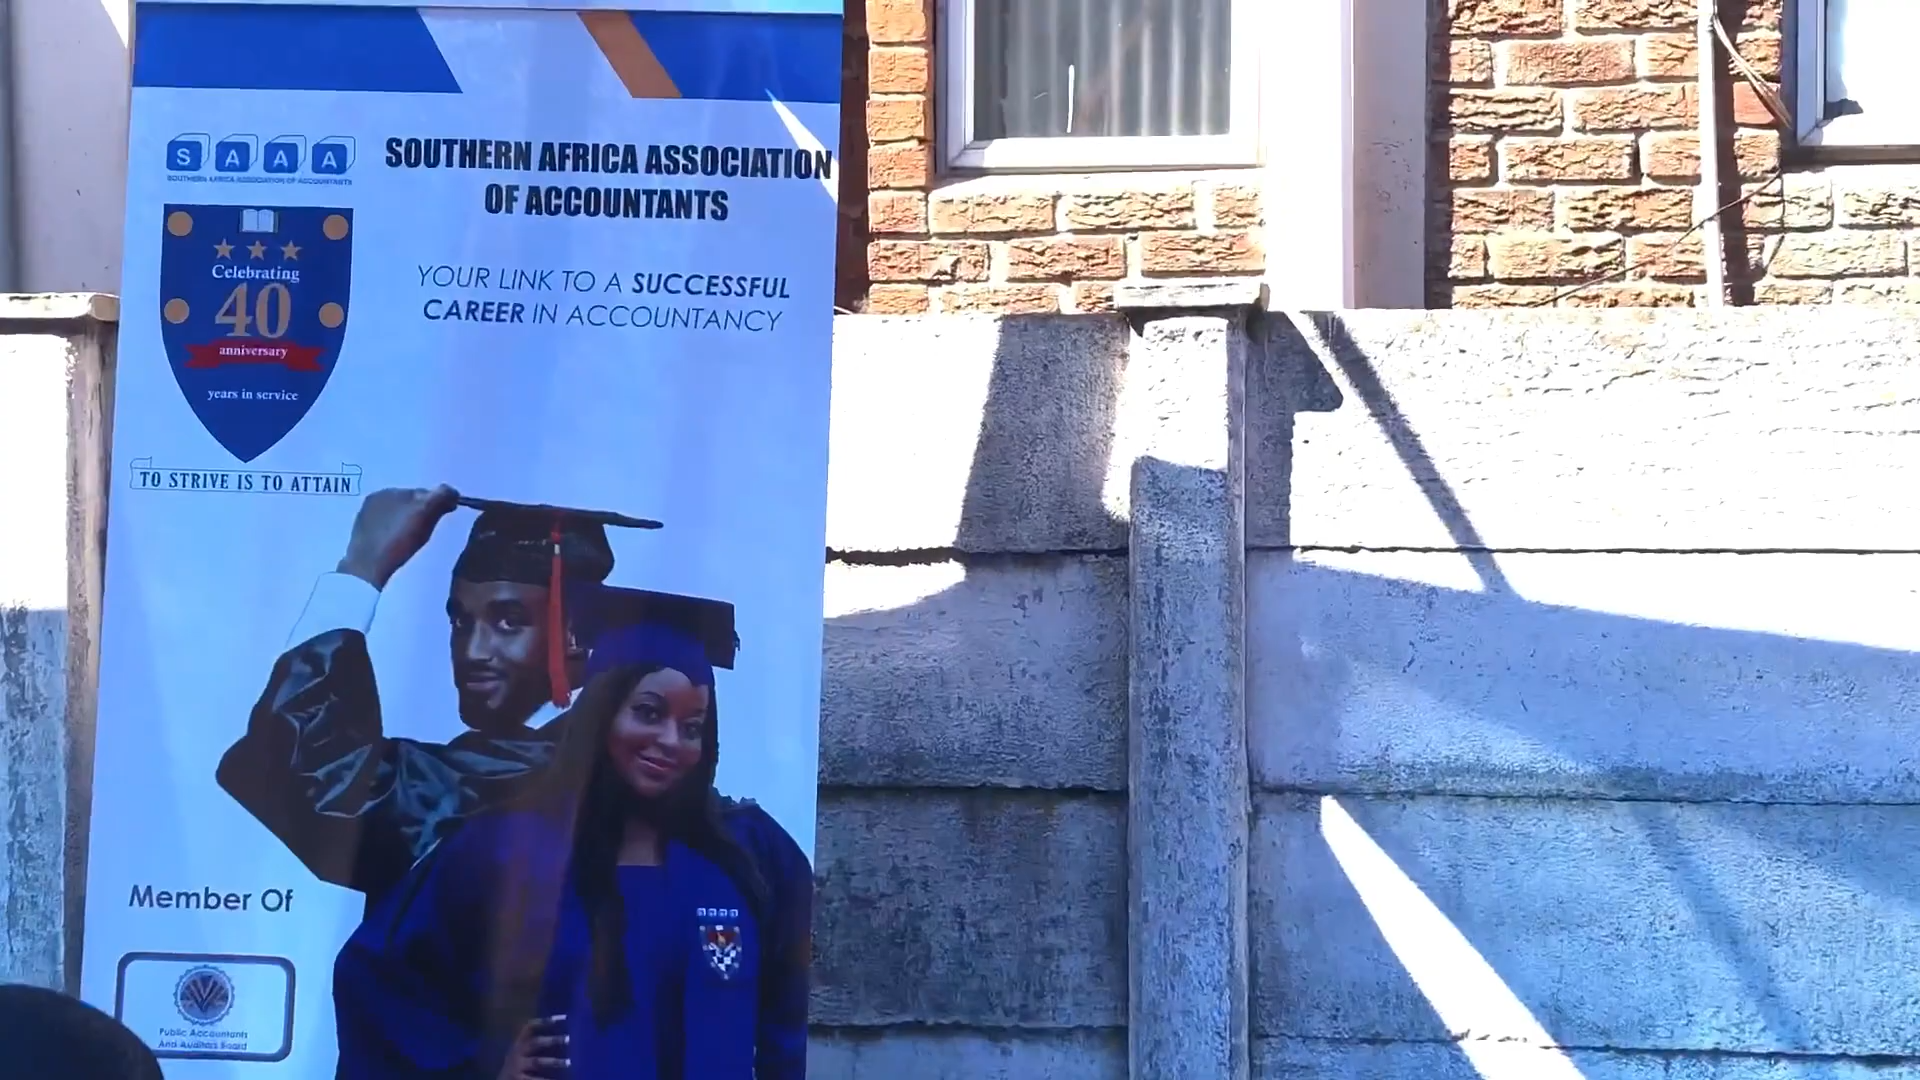 S A A A
SOUTHERN AFRICA ASSOCIATION OF ACCOUNTANTS
SOUTHERN AFRICA ASSOCIATION
OF ACCOUNTANTS
YOUR LINK TO A SUCCESSFUL
CAREER IN ACCOUNTANCY
Celebrating
40
anniversary
years in service
TO STRIVE IS TO ATTAIN
Member Of
Public Accountants
And Auditors Board